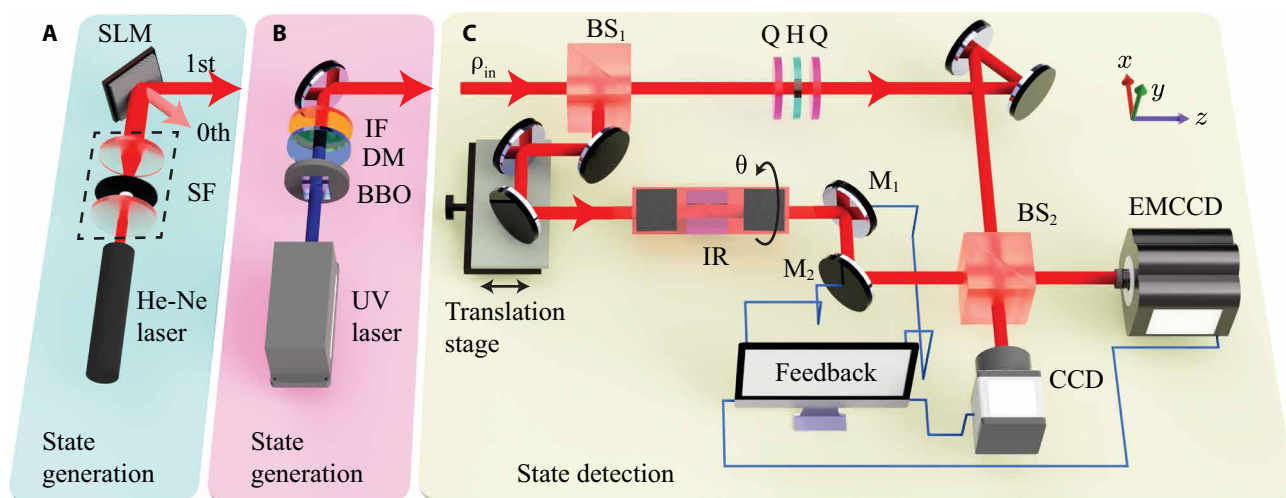 A
SLM
1st
0th
SF
He-Ne
laser
State
generation
B
IF
DM
BBO
UV
laser
State
generation
C
BS1
ρin
Q H Q
x
y
z
θ
M1
IR
M2
BS2
EMCCD
Translation
stage
Feedback
CCD
State detection